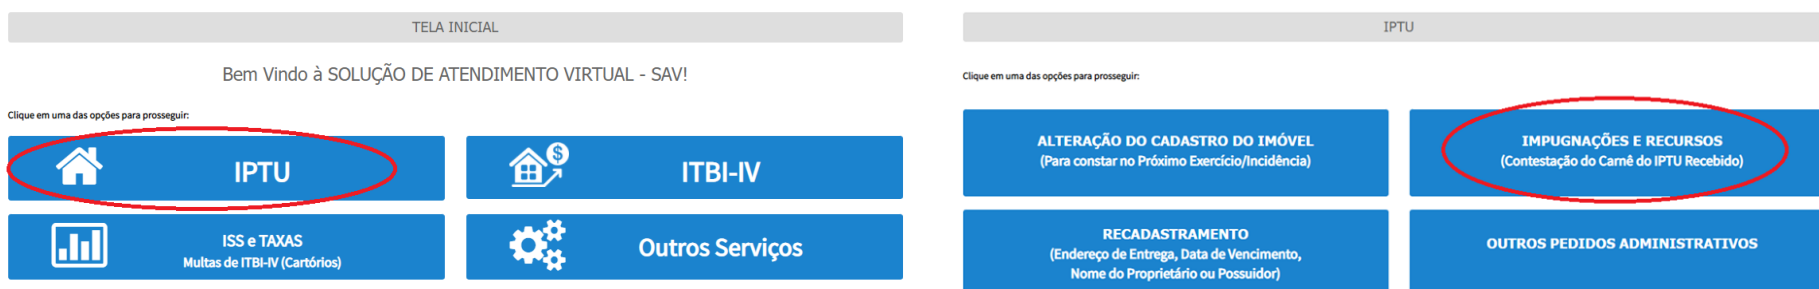 TELA INICIAL
Bem Vindo à SOLUÇÃO DE ATENDIMENTO VIRTUAL - SAV!
Clique em uma das opções para prosseguir:
IPTU
ITBI-IV
ISS e TAXAS
Multas de ITBI-IV (Cartórios)
Outros Serviços
IPTU
Clique em uma das opções para prosseguir:
ALTERAÇÃO DO CADASTRO DO IMÓVEL
(Para constar no Próximo Exercício/Incidência)
IMPUGNAÇÕES E RECURSOS
(Contestação do Carnê do IPTU Recebido)
RECADASTRAMENTO
(Endereço de Entrega, Data de Vencimento,
Nome do Proprietário ou Possuidor)
OUTROS PEDIDOS ADMINISTRATIVOS